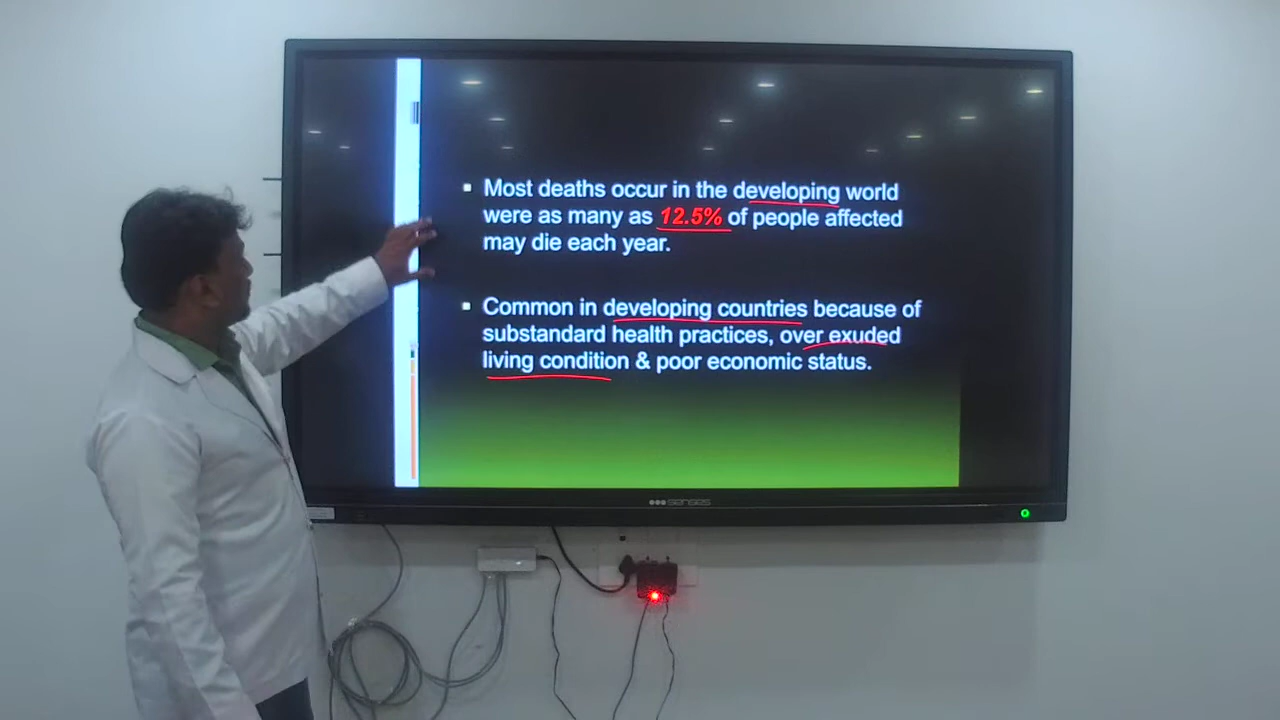 Most deaths occur in the developing world
were as many as 12.5% of people affected
may die each year.
Common in developing countries because of
substandard health practices, over exuded
living condition & poor economic status.
senses